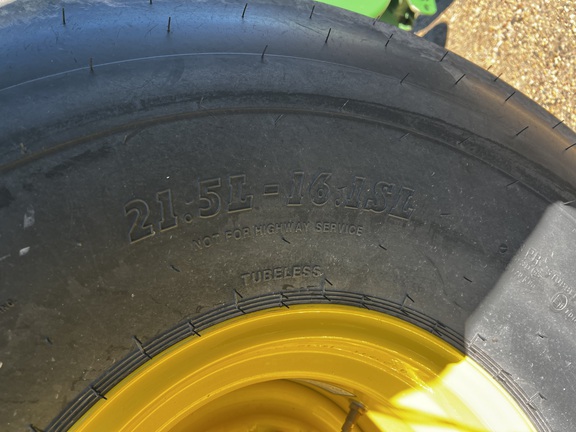 21.5L-16.1SL
NOT FOR HIGHWAY SERVICE
TUBELESS